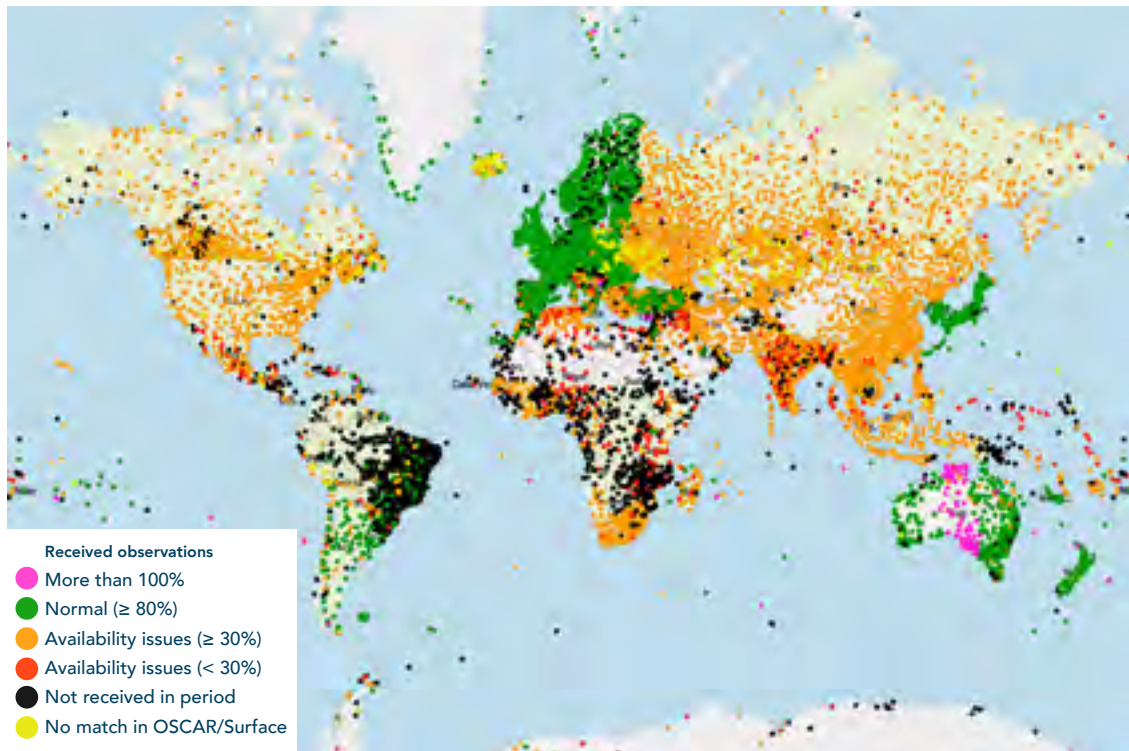 Received observations
More than 100%
Normal (≥ 80%)
Availability issues (≥ 30%)
Availability issues (< 30%)
Not received in period
No match in OSCAR/Surface